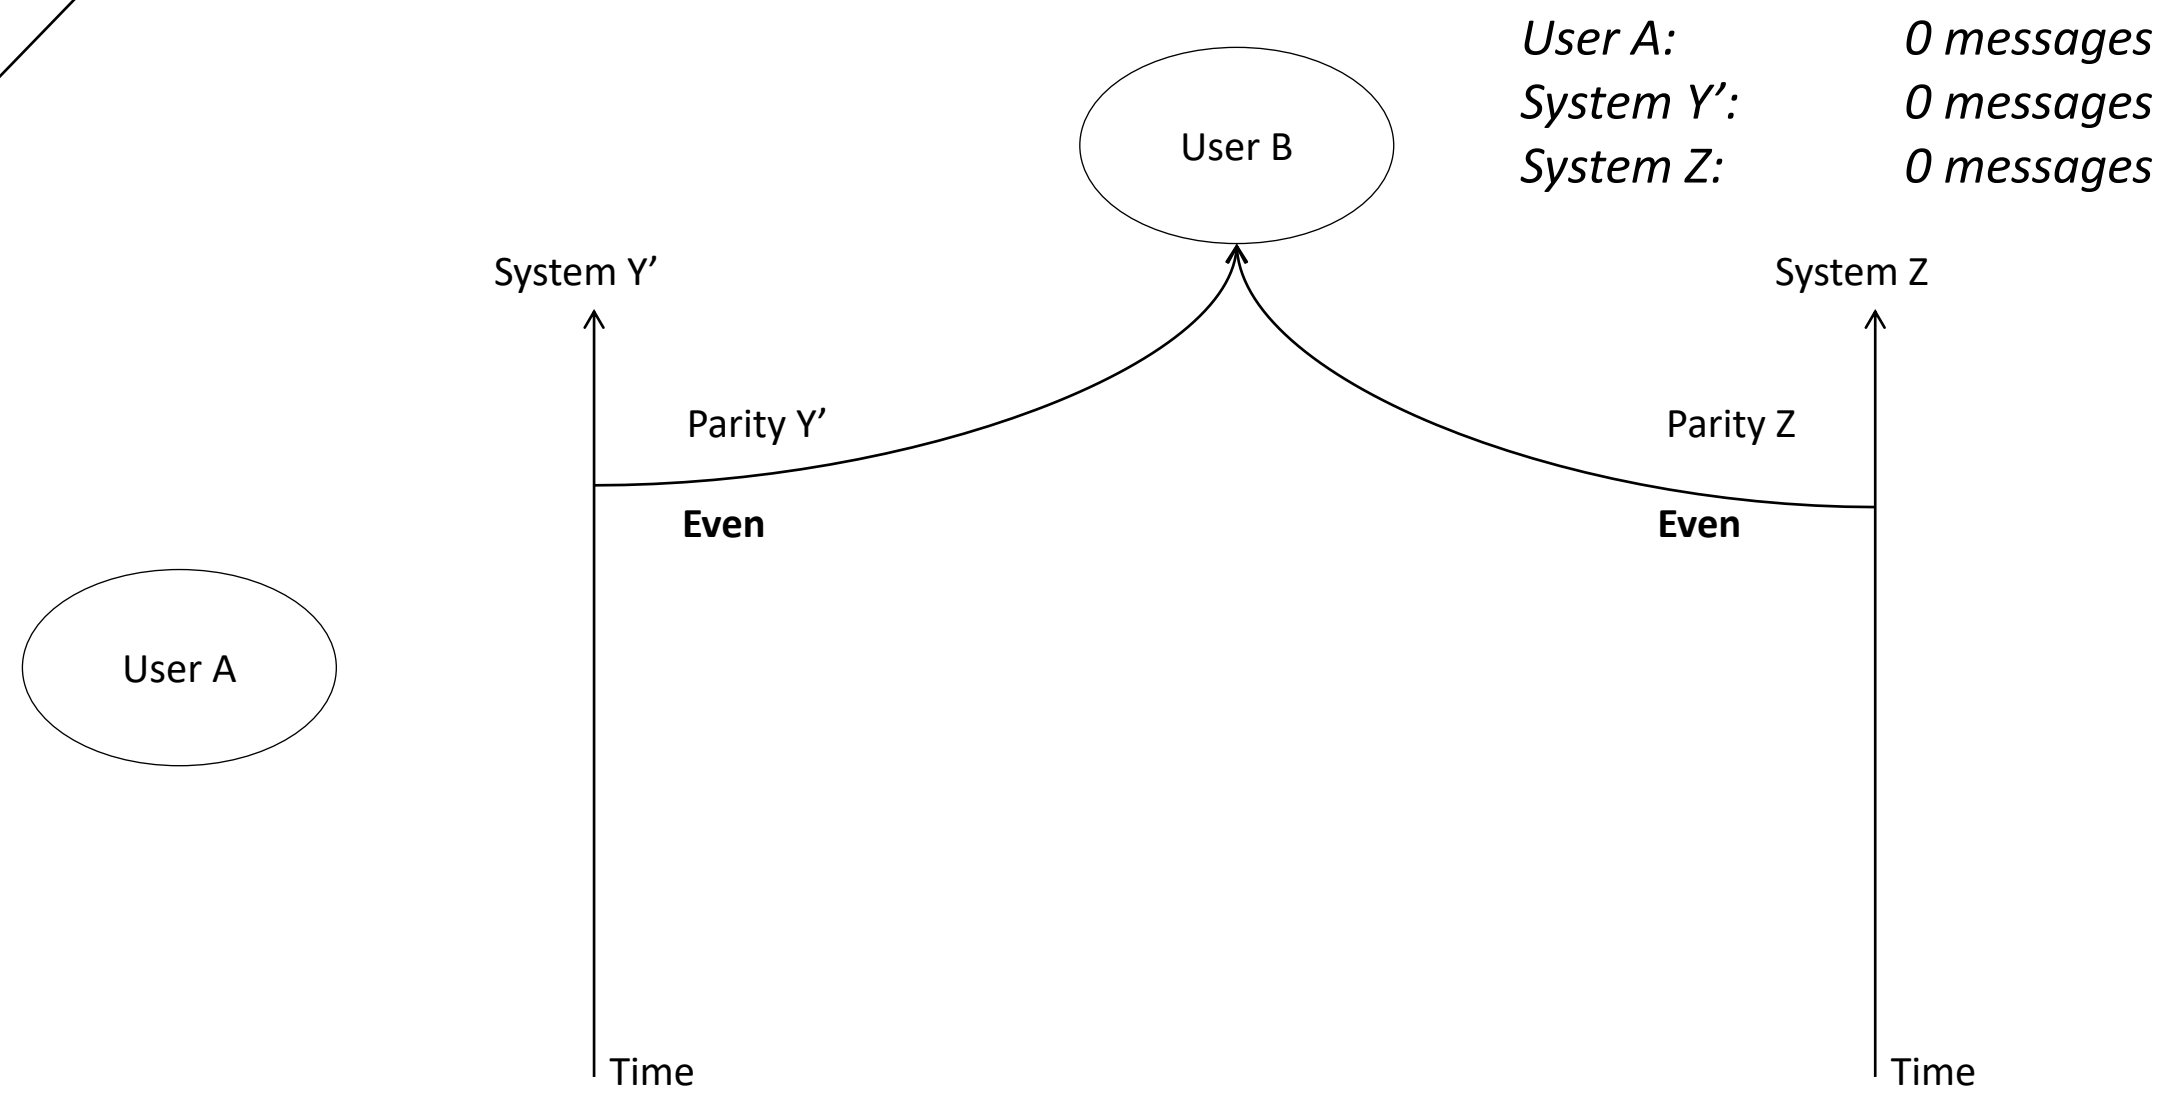 User A: 0 messages
System Y’: 0 messages
System Z: 0 messages
User B
System Y’
System Z
Parity Y’
Parity Z
Even
Even
User A
Time
Time